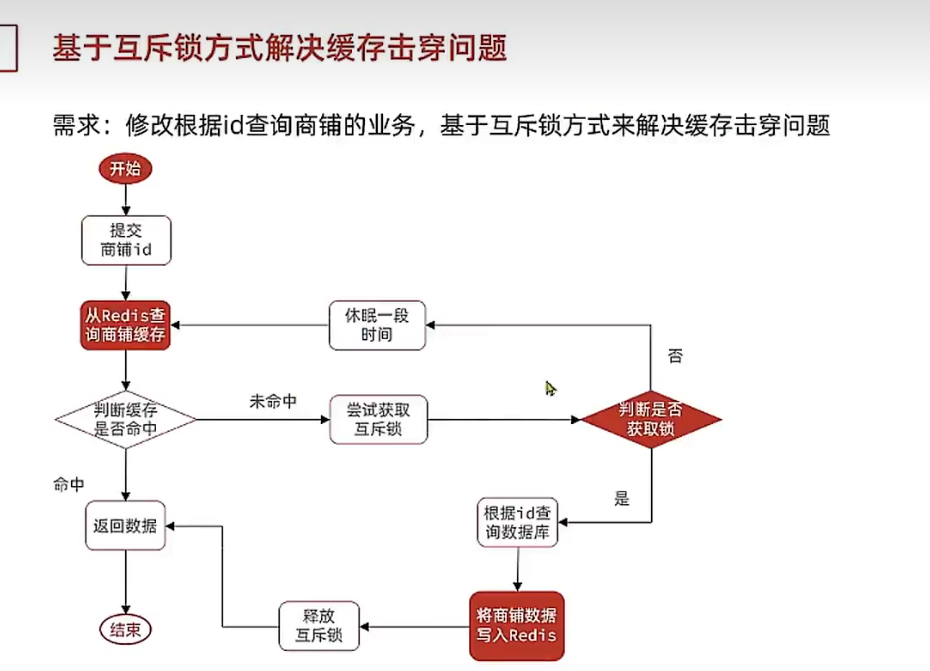 基于互斥锁方式解决缓存击穿问题
需求：修改根据id查询商铺的业务，基于互斥锁方式来解决缓存击穿问题
开始
提交
商铺id
从Redis查
询商铺缓存
休眠一段
时间
否
判断缓存
是否命中
未命中
尝试获取
互斥锁
判断是否
获取锁
命中
是
返回数据
根据id查
询数据库
将商铺数据
写入Redis
释放
互斥锁
结束